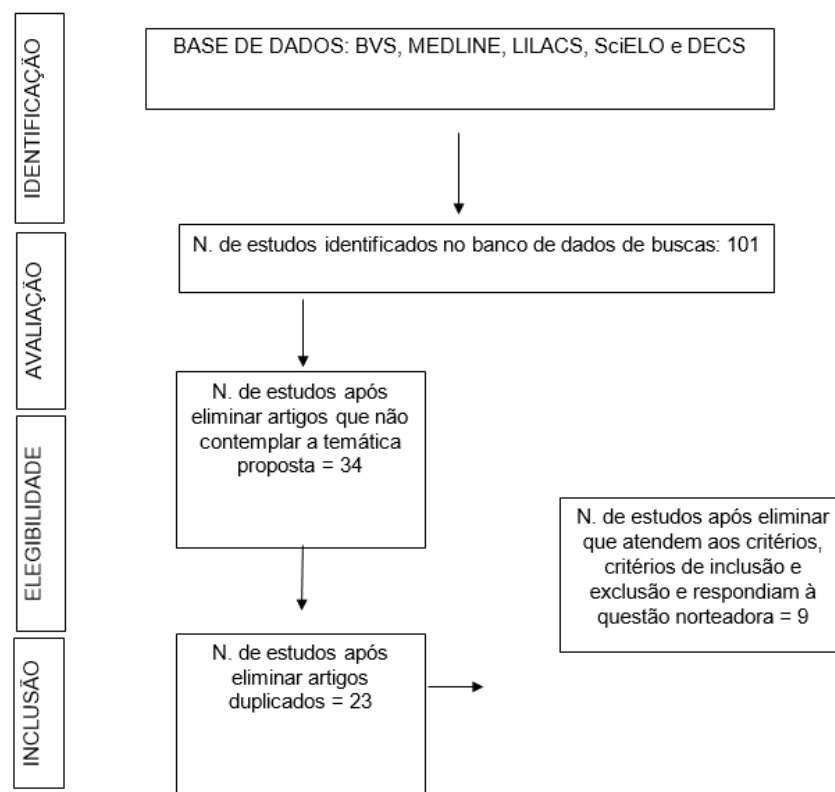 IDENTIFICAÇÃO
BASE DE DADOS: BVS, MEDLINE, LILACS, SciELO e DECS
AVALIAÇÃO
N. de estudos identificados no banco de dados de buscas: 101
ELEGIBILIDADE
N. de estudos após
eliminar artigos que não
contemplar a temática
proposta = 34
N. de estudos após eliminar
que atendem aos critérios,
critérios de inclusão e
exclusão e respondiam à
questão norteadora = 9
INCLUSÃO
N. de estudos após
eliminar artigos
duplicados = 23